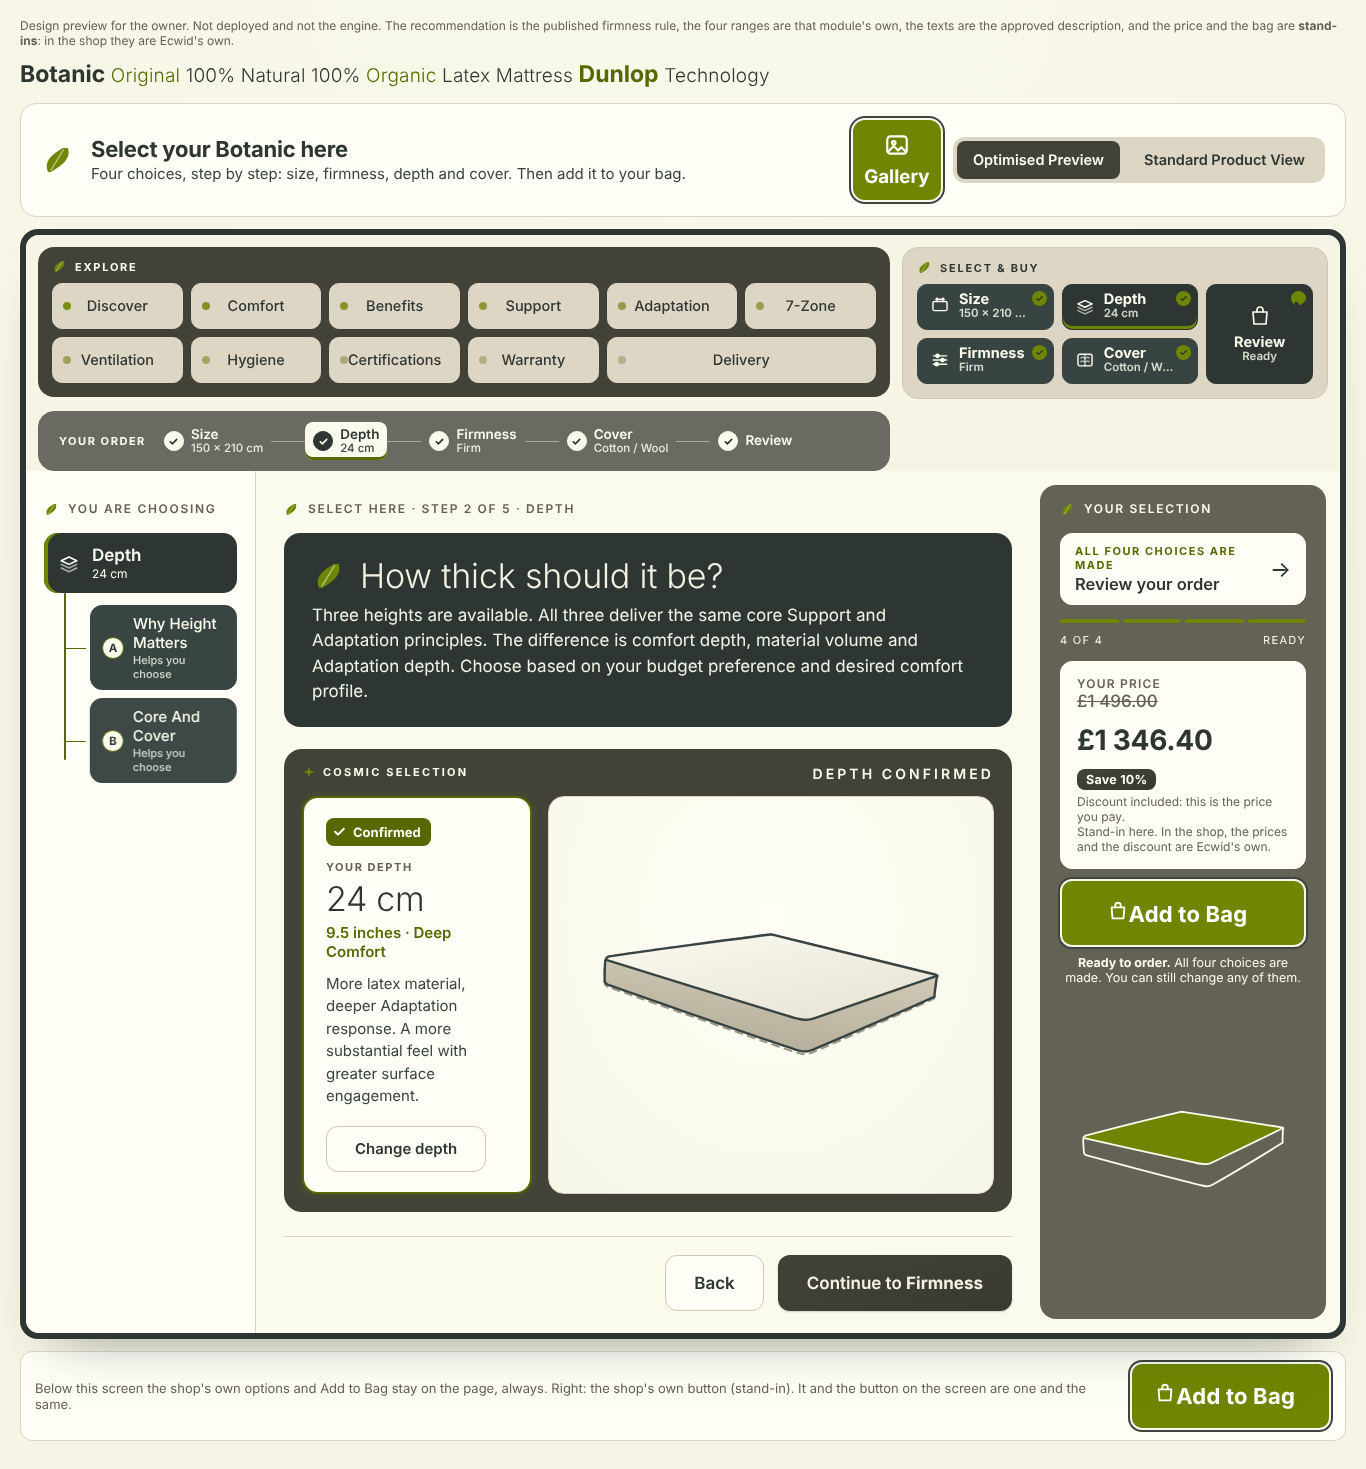 Design preview for the owner. Not deployed and not the engine. The recommendation is the published firmness rule, the four ranges are that module's own, the texts are the approved description, and the price and the bag are stand-
ins: in the shop they are Ecwid's own.
Botanic Original 100% Natural 100% Organic Latex Mattress Dunlop Technology
Select your Botanic here
Four choices, step by step: size, firmness, depth and cover. Then add it to your bag.
Gallery
Optimised Preview
Standard Product View
EXPLORE
Discover
Comfort
Benefits
Support
Adaptation
7-Zone
Ventilation
Hygiene
Certifications
Warranty
Delivery
SELECT & BUY
Size
150 × 210 ...
Depth
24 cm
Firmness
Firm
Cover
Cotton / W...
Review
Ready
YOUR ORDER
Size
150 × 210 cm
Depth
24 cm
Firmness
Firm
Cover
Cotton / Wool
Review
YOU ARE CHOOSING
Depth
24 cm
A
Why Height
Matters
Helps you
choose
B
Core And
Cover
Helps you
choose
SELECT HERE · STEP 2 OF 5 · DEPTH
How thick should it be?
Three heights are available. All three deliver the same core Support and
Adaptation principles. The difference is comfort depth, material volume and
Adaptation depth. Choose based on your budget preference and desired comfort
profile.
COSMIC SELECTION
DEPTH CONFIRMED
Confirmed
YOUR DEPTH
24 cm
9.5 inches · Deep
Comfort
More latex material,
deeper Adaptation
response. A more
substantial feel with
greater surface
engagement.
Change depth
Back
Continue to Firmness
YOUR SELECTION
ALL FOUR CHOICES ARE
MADE
Review your order
4 OF 4
READY
YOUR PRICE
£1 496.00
£1 346.40
Save 10%
Discount included: this is the price
you pay.
Stand-in here. In the shop, the prices
and the discount are Ecwid's own.
Add to Bag
Ready to order. All four choices are
made. You can still change any of them.
Below this screen the shop's own options and Add to Bag stay on the page, always. Right: the shop's own button (stand-in). It and the button on the screen are one and the
same.
Add to Bag